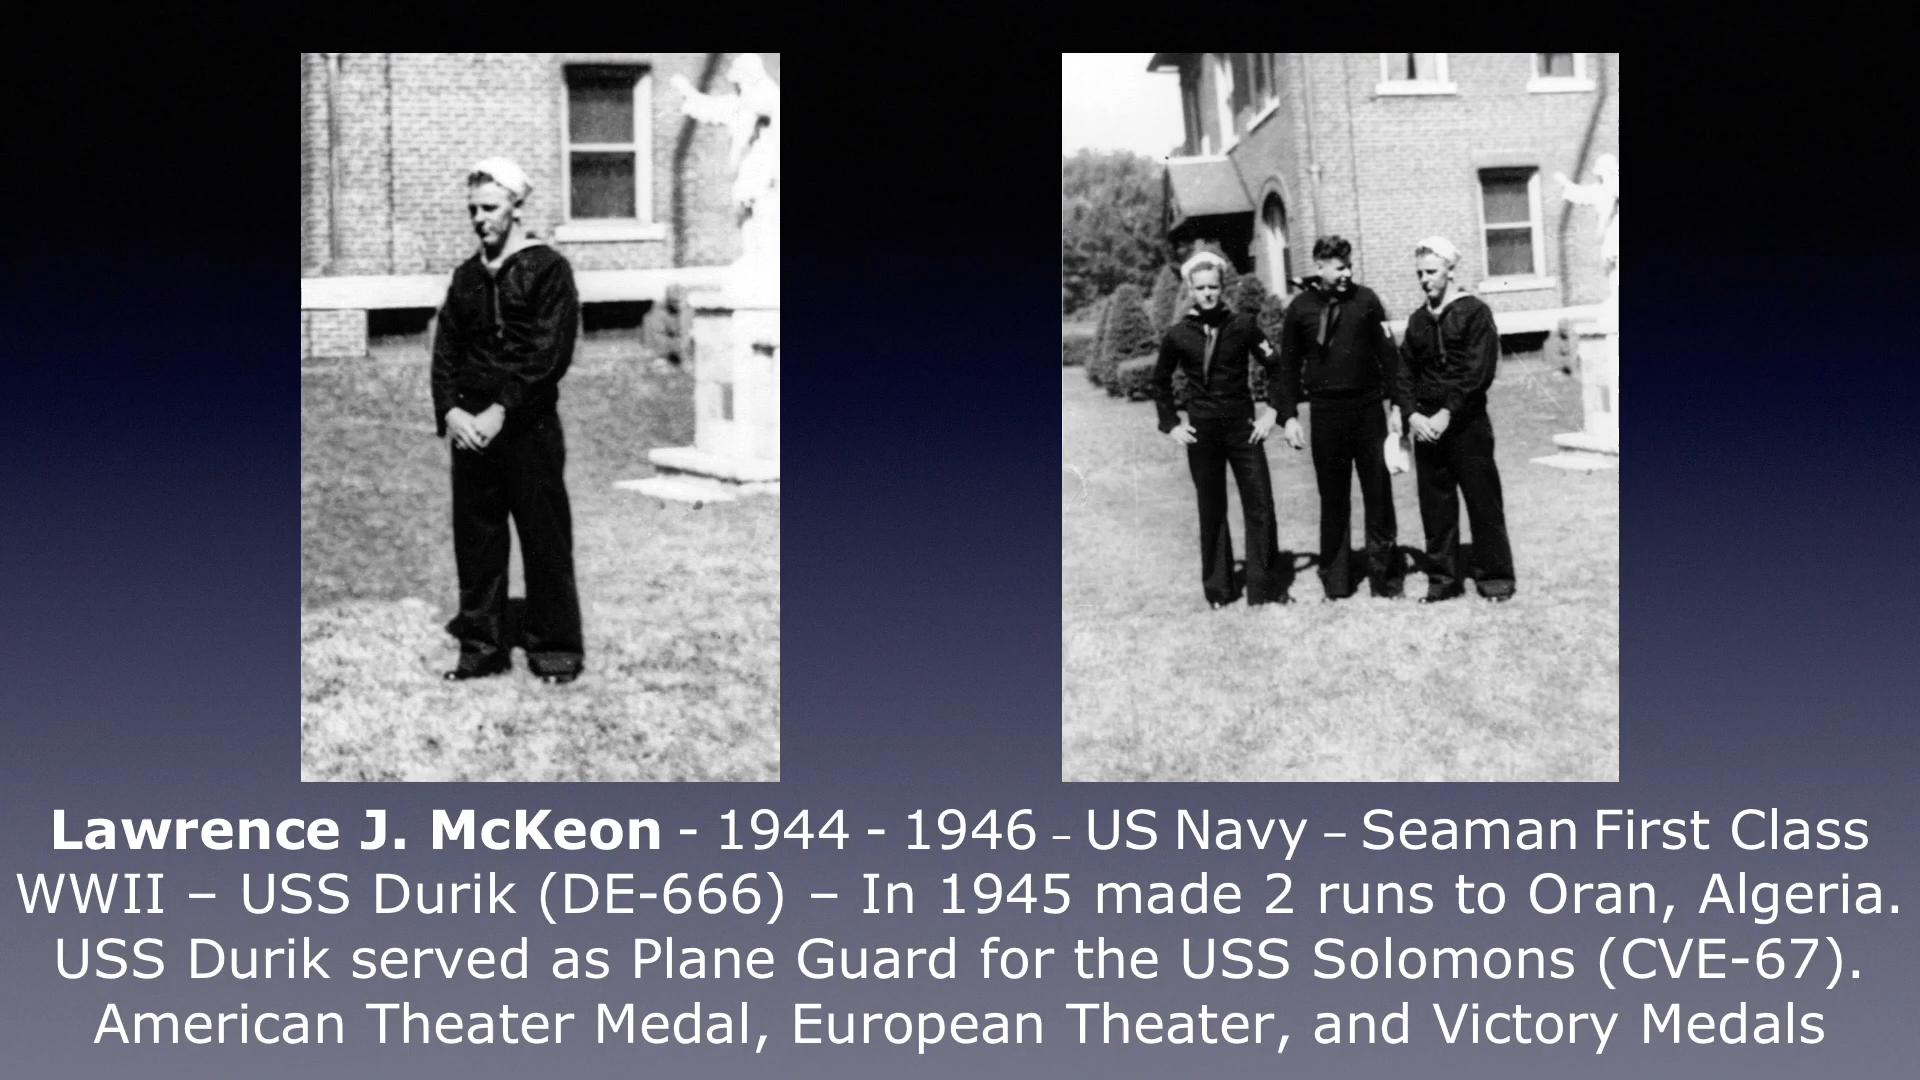 Lawrence J. McKeon - 1944 - 1946 – US Navy – Seaman First Class
WWII – USS Durik (DE-666) – In 1945 made 2 runs to Oran, Algeria.
USS Durik served as Plane Guard for the USS Solomons (CVE-67).
American Theater Medal, European Theater, and Victory Medals